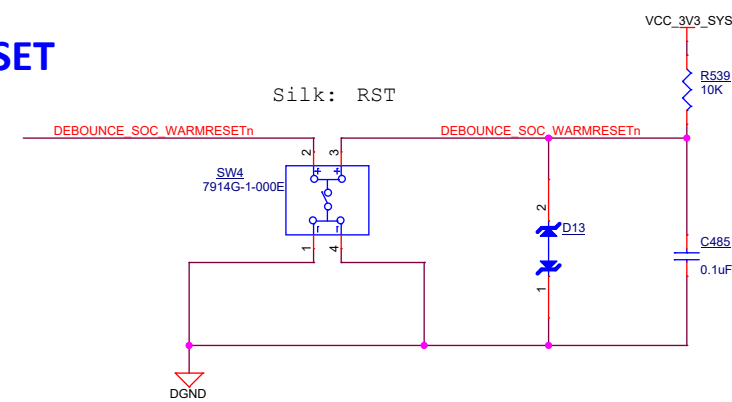 VCC_3V3_SYS
SET
R539
10K
Silk: RST
DEBOUNCE_SOC_WARMRESETn
DEBOUNCE_SOC_WARMRESETn
2
3
SW4
7914G-1-000E
+
+
2
D13
C485
0.1uF
1
4
1
DGND